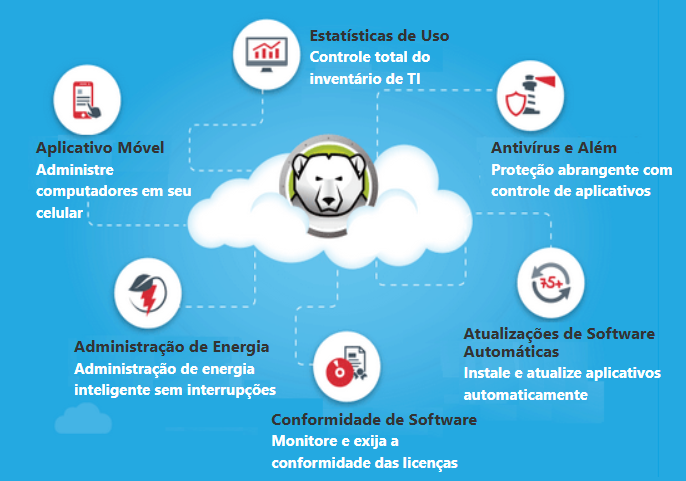 Estatísticas de Uso
Controle total do
inventário de TI
Aplicativo Móvel
Administre
computadores em seu
celular
Antivírus e Além
Proteção abrangente com
controle de aplicativos
75+
Administração de Energia
Administração de energia
inteligente sem interrupções
Atualizações de Software
Automáticas
Instale e atualize aplicativos
automaticamente
Conformidade de Software
Monitore e exija a
conformidade das licenças